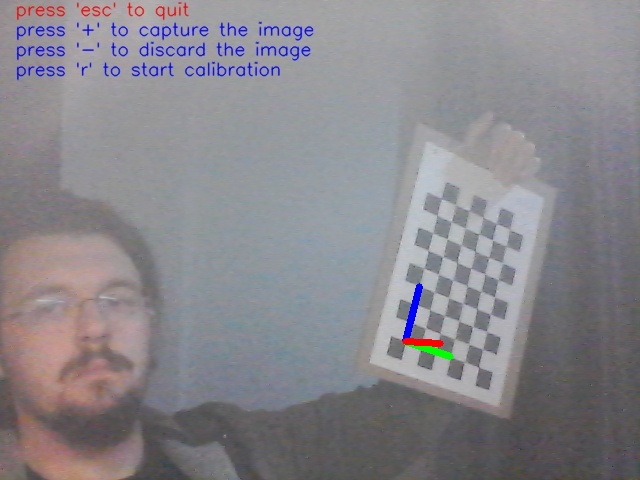 press 'esc' to quit
press '+' to capture the image
press '-' to discard the image
press 'r' to start calibration